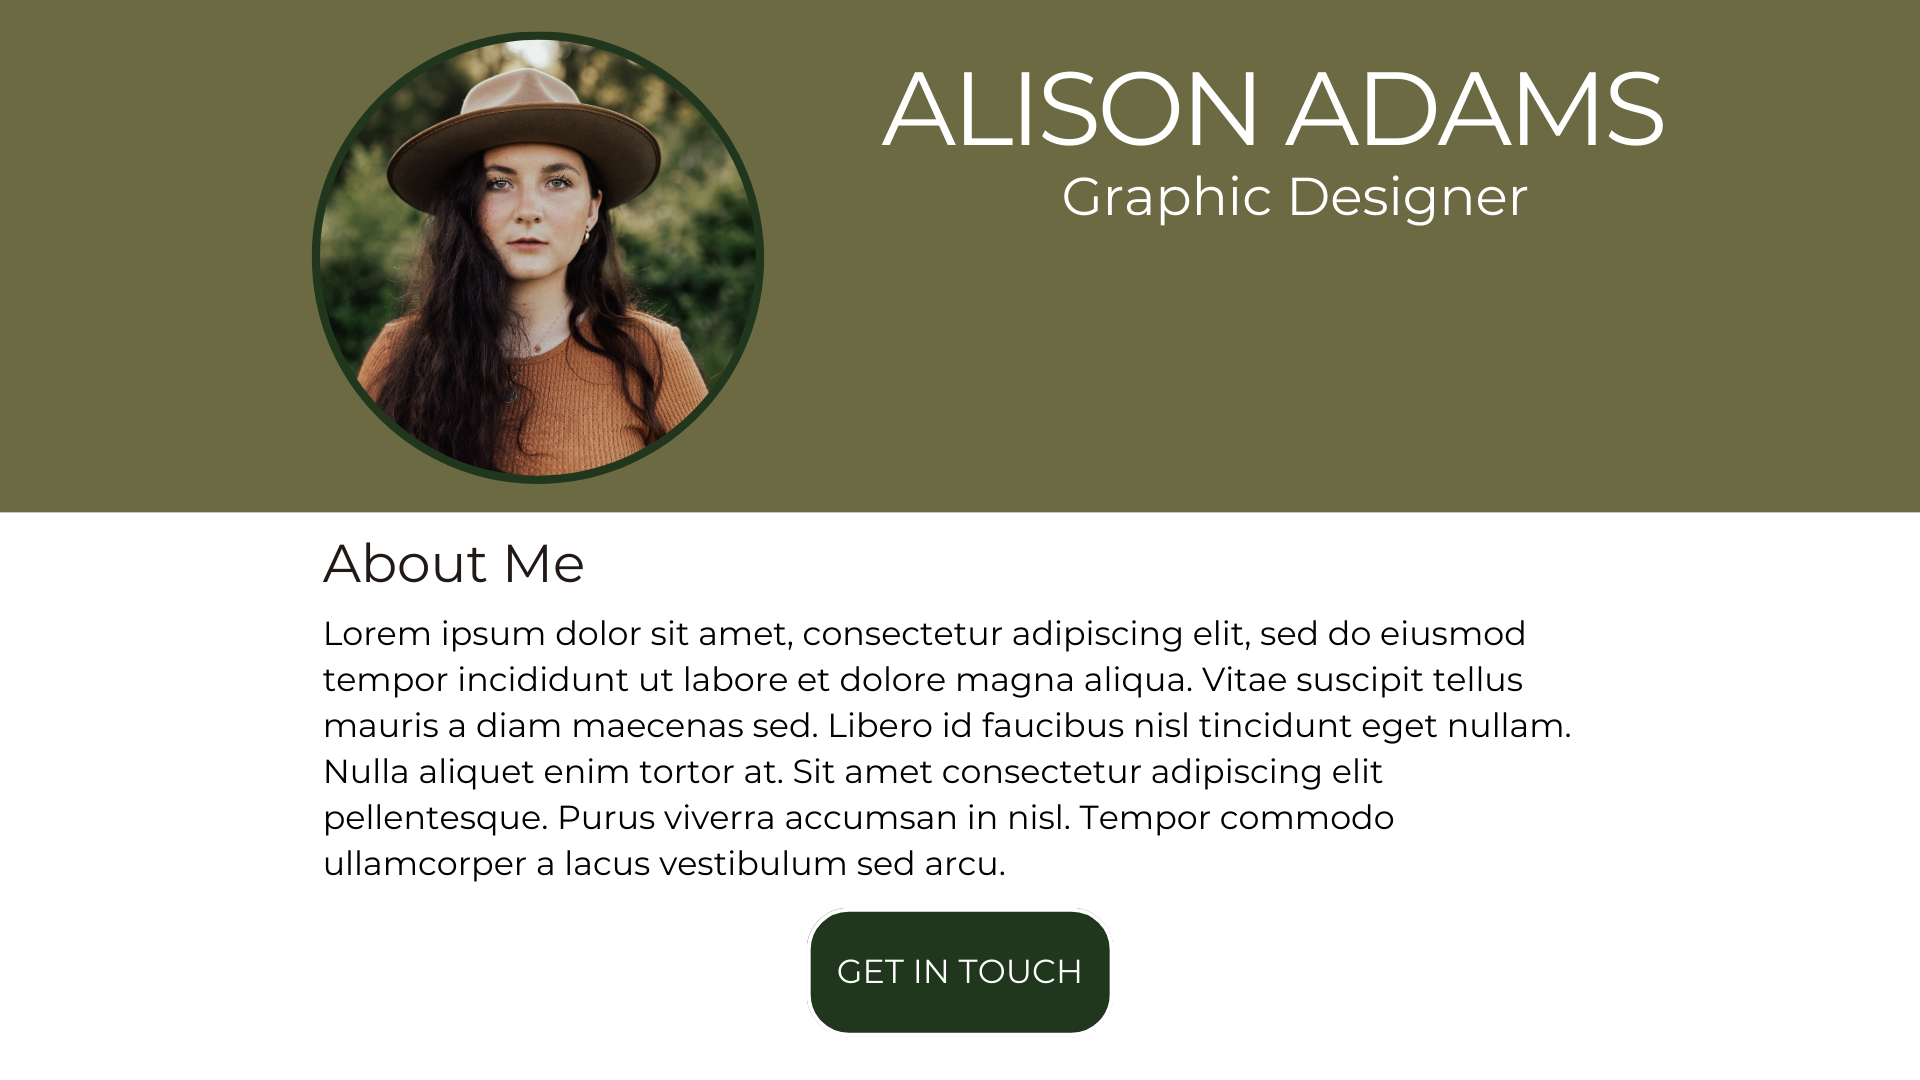 ALISON ADAMS
Graphic Designer
About Me
Lorem ipsum dolor sit amet, consectetur adipiscing elit, sed do eiusmod
tempor incididunt ut labore et dolore magna aliqua. Vitae suscipit tellus
mauris a diam maecenas sed. Libero id faucibus nisl tincidunt eget nullam.
Nulla aliquet enim tortor at. Sit amet consectetur adipiscing elit
pellentesque. Purus viverra accumsan in nisl. Tempor commodo
ullamcorper a lacus vestibulum sed arcu.
GET IN TOUCH